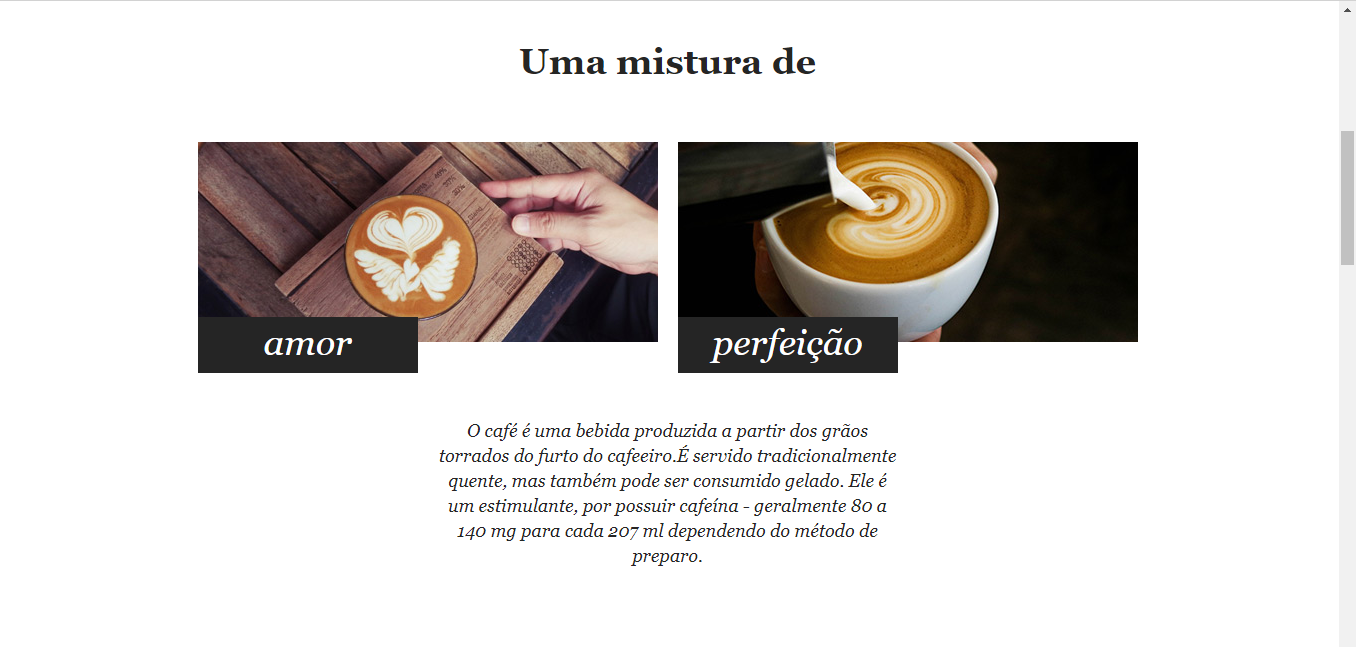 Uma mistura de
amor
perfeição
O café é uma bebida produzida a partir dos grãos
torrados do furto do cafeeiro.É servido tradicionalmente
quente, mas também pode ser consumido gelado. Ele é
um estimulante, por possuir cafeína - geralmente 80 a
140 mg para cada 207 ml dependendo do método de
preparo.